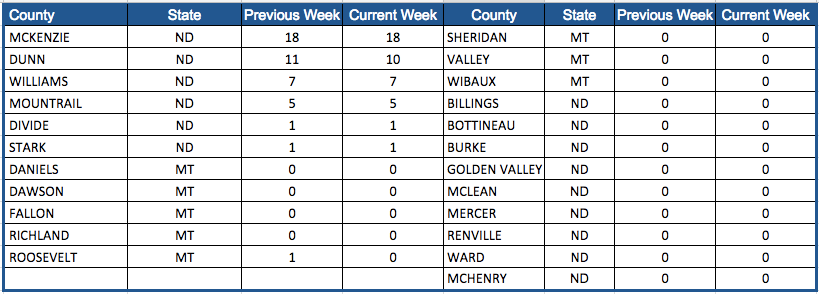 County State Previous Week Current Week County State Previous Week Current Week
MCKENZIE ND 18 18 SHERIDAN MT 0 0
DUNN ND 11 10 VALLEY MT 0 0
WILLIAMS ND 7 7 WIBAUX MT 0 0
MOUNTRAIL ND 5 5 BILLINGS ND 0 0
DIVIDE ND 1 1 BOTTINEAU ND 0 0
STARK ND 1 1 BURKE ND 0 0
DANIELS MT 0 0 GOLDEN VALLEY ND 0 0
DAWSON MT 0 0 MCLEAN ND 0 0
FALLON MT 0 0 MERCER ND 0 0
RICHLAND MT 0 0 RENVILLE ND 0 0
ROOSEVELT MT 1 0 WARD ND 0 0
MCHENRY ND 0 0